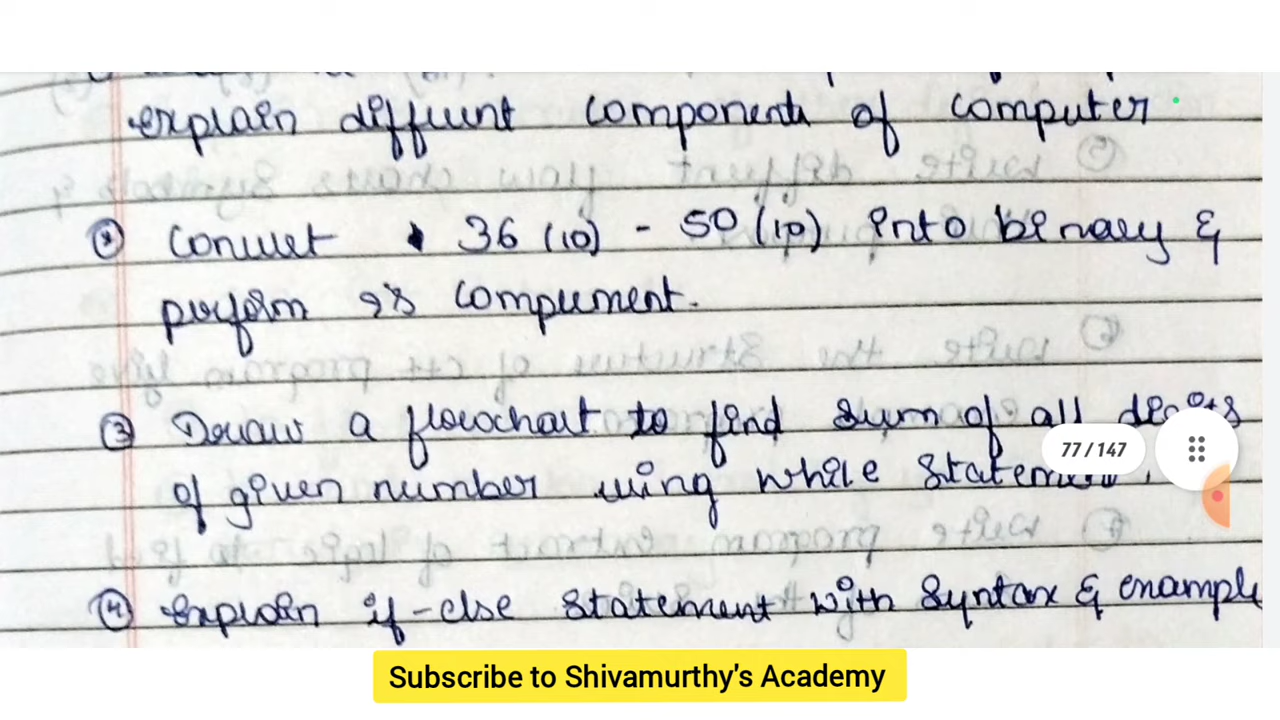 explain different components of computer
② Convert 36 (10) - 50 (10) into binary &
perform 2's complement.
③ Draw a flowchart to find sum of all digits
of given number using while statement.
④ explain if-else statement with syntax & example
77/147
Subscribe to Shivamurthy's Academy